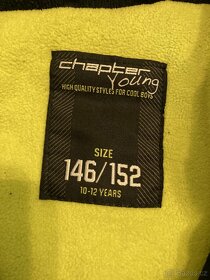 chapter
Young
HIGH QUALITY STYLES FOR COOL BOYS
SIZE
146/152
10-12 YEARS